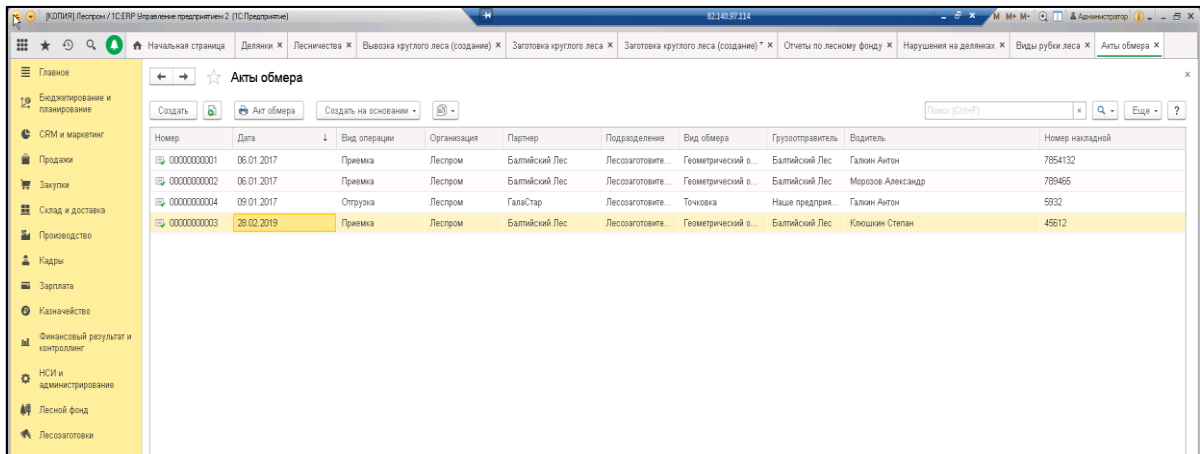 [КОПИЯ] Леспром / 1С:ERP Управление предприятием 2 (1С:Предприятие)
82.140.97.114
M M+ M- Администратор
Начальная страница Делянки × Лесничества × Вывозка круглого леса (создание) × Заготовка круглого леса × Заготовка круглого леса (создание) * × Отчеты по лесному фонду × Нарушения на делянках × Виды рубки леса × Акты обмера ×
Главное
Бюджетирование и
планирование
CRM и маркетинг
Продажи
Закупки
Склад и доставка
Производство
Кадры
Зарплата
Казначейство
Финансовый результат и
контроллинг
НСИ и
администрирование
Лесной фонд
Лесозаготовки
Акты обмера ×
Создать Акт обмера Создать на основании Поиск (Ctrl+F) × Еще ?
Номер Дата ↓ Вид операции Организация Партнер Подразделение Вид обмера Грузоотправитель Водитель Номер накладной
00000000001 06.01.2017 Приемка Леспром Балтийский Лес Лесозаготовите... Геометрический о... Балтийский Лес Галкин Антон 7854132
00000000002 06.01.2017 Приемка Леспром Балтийский Лес Лесозаготовите... Геометрический о... Балтийский Лес Морозов Александр 789465
00000000004 09.01.2017 Отгрузка Леспром ГалаСтар Лесозаготовите... Точковка Наше предприя... Галкин Антон 5932
00000000003 28.02.2019 Приемка Леспром Балтийский Лес Лесозаготовите... Геометрический о... Балтийский Лес Клюшкин Степан 45612